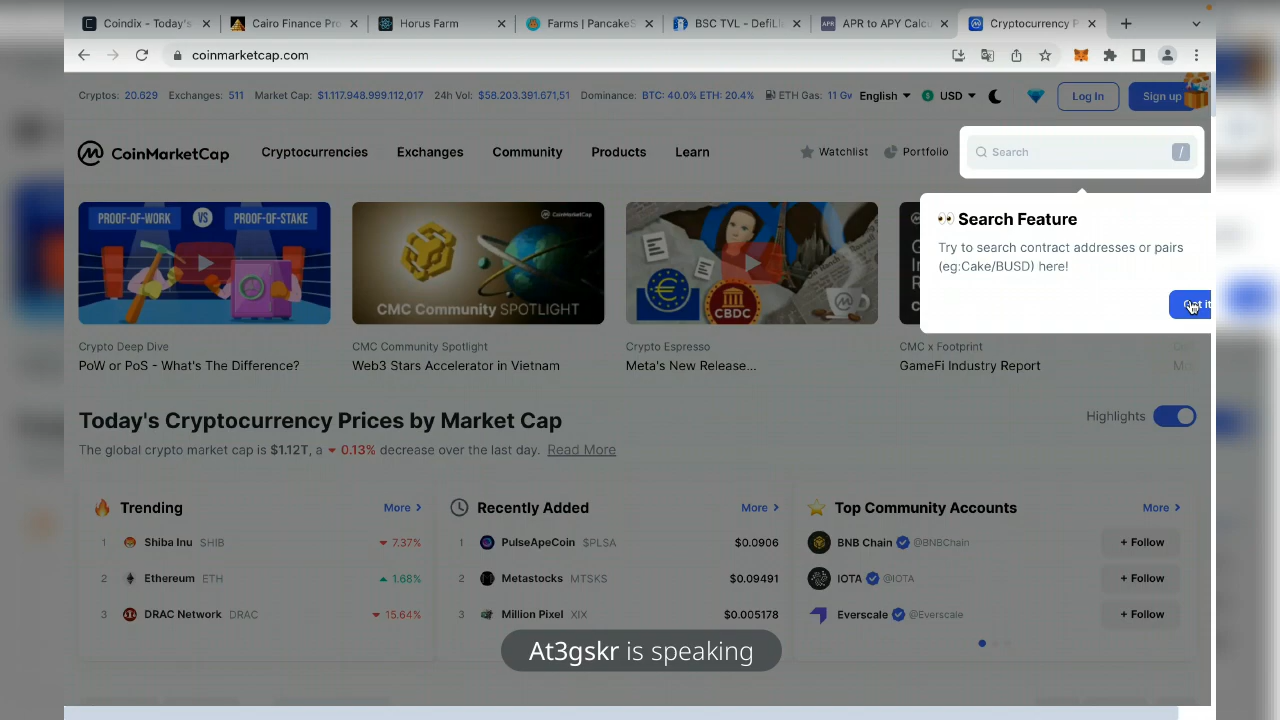 Coindix - Today's
Cairo Finance Pro
Horus Farm
Farms | PancakeS
BSC TVL - DefiLl
APR to APY Calcu
Cryptocurrency P
coinmarketcap.com
Cryptos: 20.629 Exchanges: 511 Market Cap: $1.117.948.999.112,017 24h Vol: $58.203.391.671,51 Dominance: BTC: 40.0% ETH: 20.4% ETH Gas: 11 Gw English USD Log In Sign up
CoinMarketCap Cryptocurrencies Exchanges Community Products Learn Watchlist Portfolio Search /
PROOF-OF-WORK VS PROOF-OF-STAKE
CoinMarketCap
CMC Community SPOTLIGHT
CBDC
Search Feature
Try to search contract addresses or pairs
(eg:Cake/BUSD) here!
Got it
Crypto Deep Dive
PoW or PoS - What's The Difference?
CMC Community Spotlight
Web3 Stars Accelerator in Vietnam
Crypto Espresso
Meta's New Release...
CMC x Footprint
GameFi Industry Report
Today's Cryptocurrency Prices by Market Cap
Highlights
The global crypto market cap is $1.12T, a 0.13% decrease over the last day. Read More
Trending More
1 Shiba Inu SHIB 7.37%
2 Ethereum ETH 1.68%
3 DRAC Network DRAC 15.64%
Recently Added More
1 PulseApeCoin $PLSA $0.0906
2 Metastocks MTSKS $0.09491
3 Million Pixel XIX $0.005178
Top Community Accounts More
BNB Chain @BNBChain + Follow
IOTA @IOTA + Follow
Everscale @Everscale + Follow
At3gskr is speaking